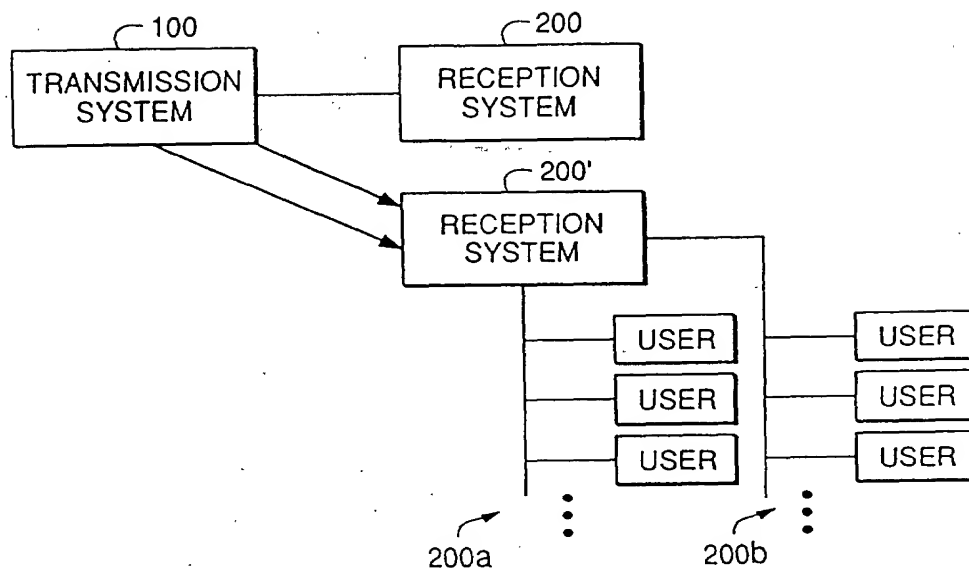 100
TRANSMISSION
SYSTEM
200
RECEPTION
SYSTEM
200'
RECEPTION
SYSTEM
USER
USER
USER
USER
USER
USER
200a
200b